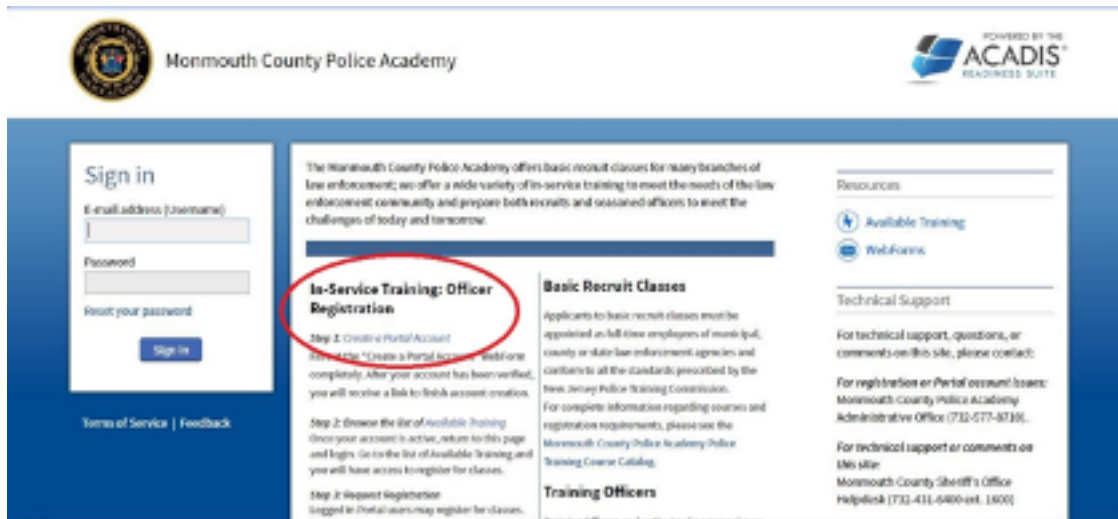 Monmouth County Police Academy
POWERED BY THE
ACADIS®
READINESS SUITE
Sign in
E-mail address (Username)
Password
Reset your password
Sign In
Terms of Service | Feedback
The Monmouth County Police Academy offers basic recruit classes for many branches of
law enforcement; we offer a wide variety of in-service training to meet the needs of the law
enforcement community and prepare both recruits and seasoned officers to meet the
challenges of today and tomorrow.
In-Service Training: Officer
Registration
Step 1: Create a Portal Account
the "Create a Portal Account" WebForm
completely. After your account has been verified,
you will receive a link to finish account creation.
Step 2: Browse the list of Available Training
Once your account is active, return to this page
and login. Go to the list of Available Training and
you will have access to register for classes.
Step 3: Request Registration
Logged in Portal users may register for classes.
Basic Recruit Classes
Applicants to basic recruit classes must be
appointed as full-time employees of municipal,
county or state law enforcement agencies and
conform to all the standards prescribed by the
New Jersey Police Training Commission.
For complete information regarding courses and
registration requirements, please see the
Monmouth County Police Academy Police
Training Course Catalog.
Training Officers
Resources
Available Training
WebForms
Technical Support
For technical support, questions, or
comments on this site, please contact:
For registration or Portal account issues:
Monmouth County Police Academy
Administrative Office (732-577-8710).
For technical support or comments on
this site:
Monmouth County Sheriff's Office
Helpdesk (732-431-6400 ext. 1600)